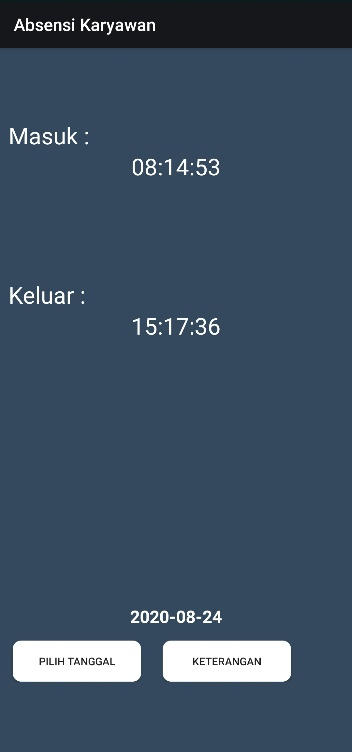 Absensi Karyawan
Masuk :
08:14:53
Keluar :
15:17:36
2020-08-24
PILIH TANGGAL
KETERANGAN